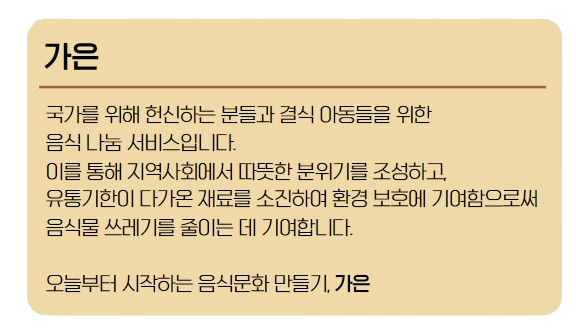 가은
국가를 위해 헌신하는 분들과 결식 아동들을 위한
음식 나눔 서비스입니다.
이를 통해 지역사회에서 따뜻한 분위기를 조성하고,
유통기한이 다가온 재료를 소진하여 환경 보호에 기여함으로써
음식물 쓰레기를 줄이는 데 기여합니다.
오늘부터 시작하는 음식문화 만들기, 가은